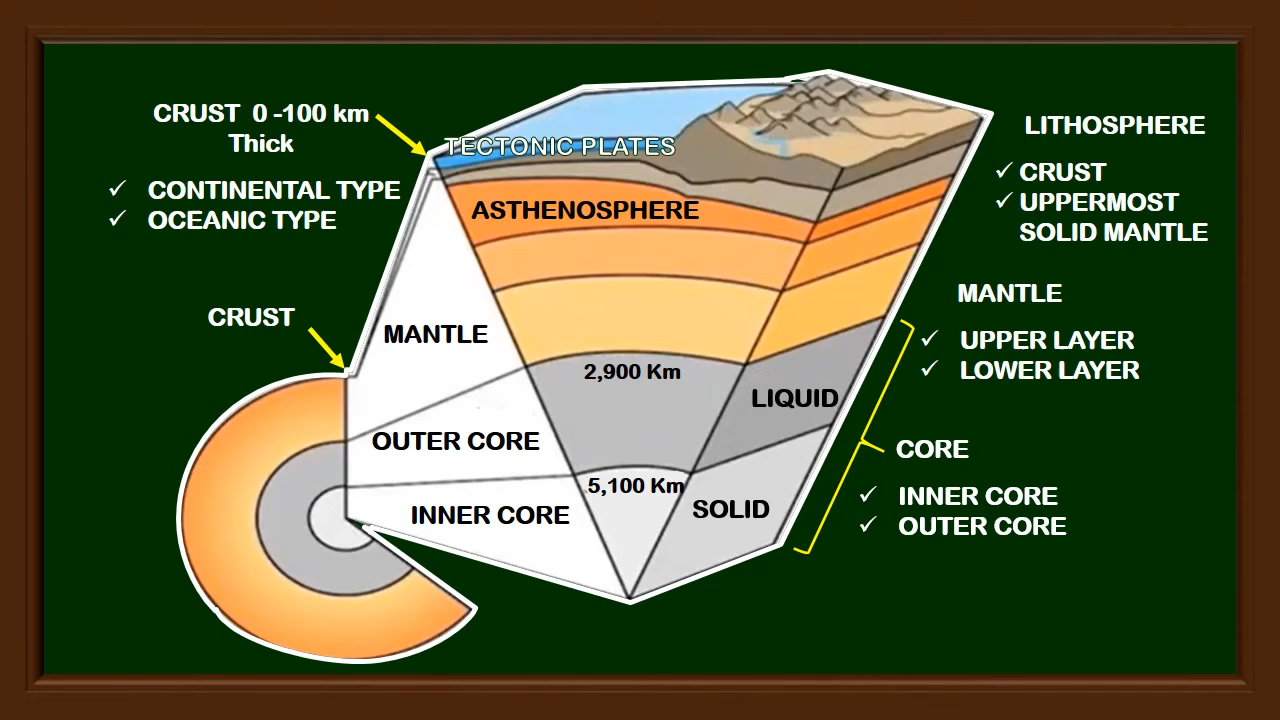 CRUST 0 -100 km
Thick
✓ CONTINENTAL TYPE
✓ OCEANIC TYPE
TECTONIC PLATES
ASTHENOSPHERE
LITHOSPHERE
✓ CRUST
✓ UPPERMOST
SOLID MANTLE
CRUST
MANTLE
OUTER CORE
INNER CORE
2,900 Km
5,100 Km
LIQUID
SOLID
MANTLE
✓ UPPER LAYER
✓ LOWER LAYER
CORE
✓ INNER CORE
✓ OUTER CORE